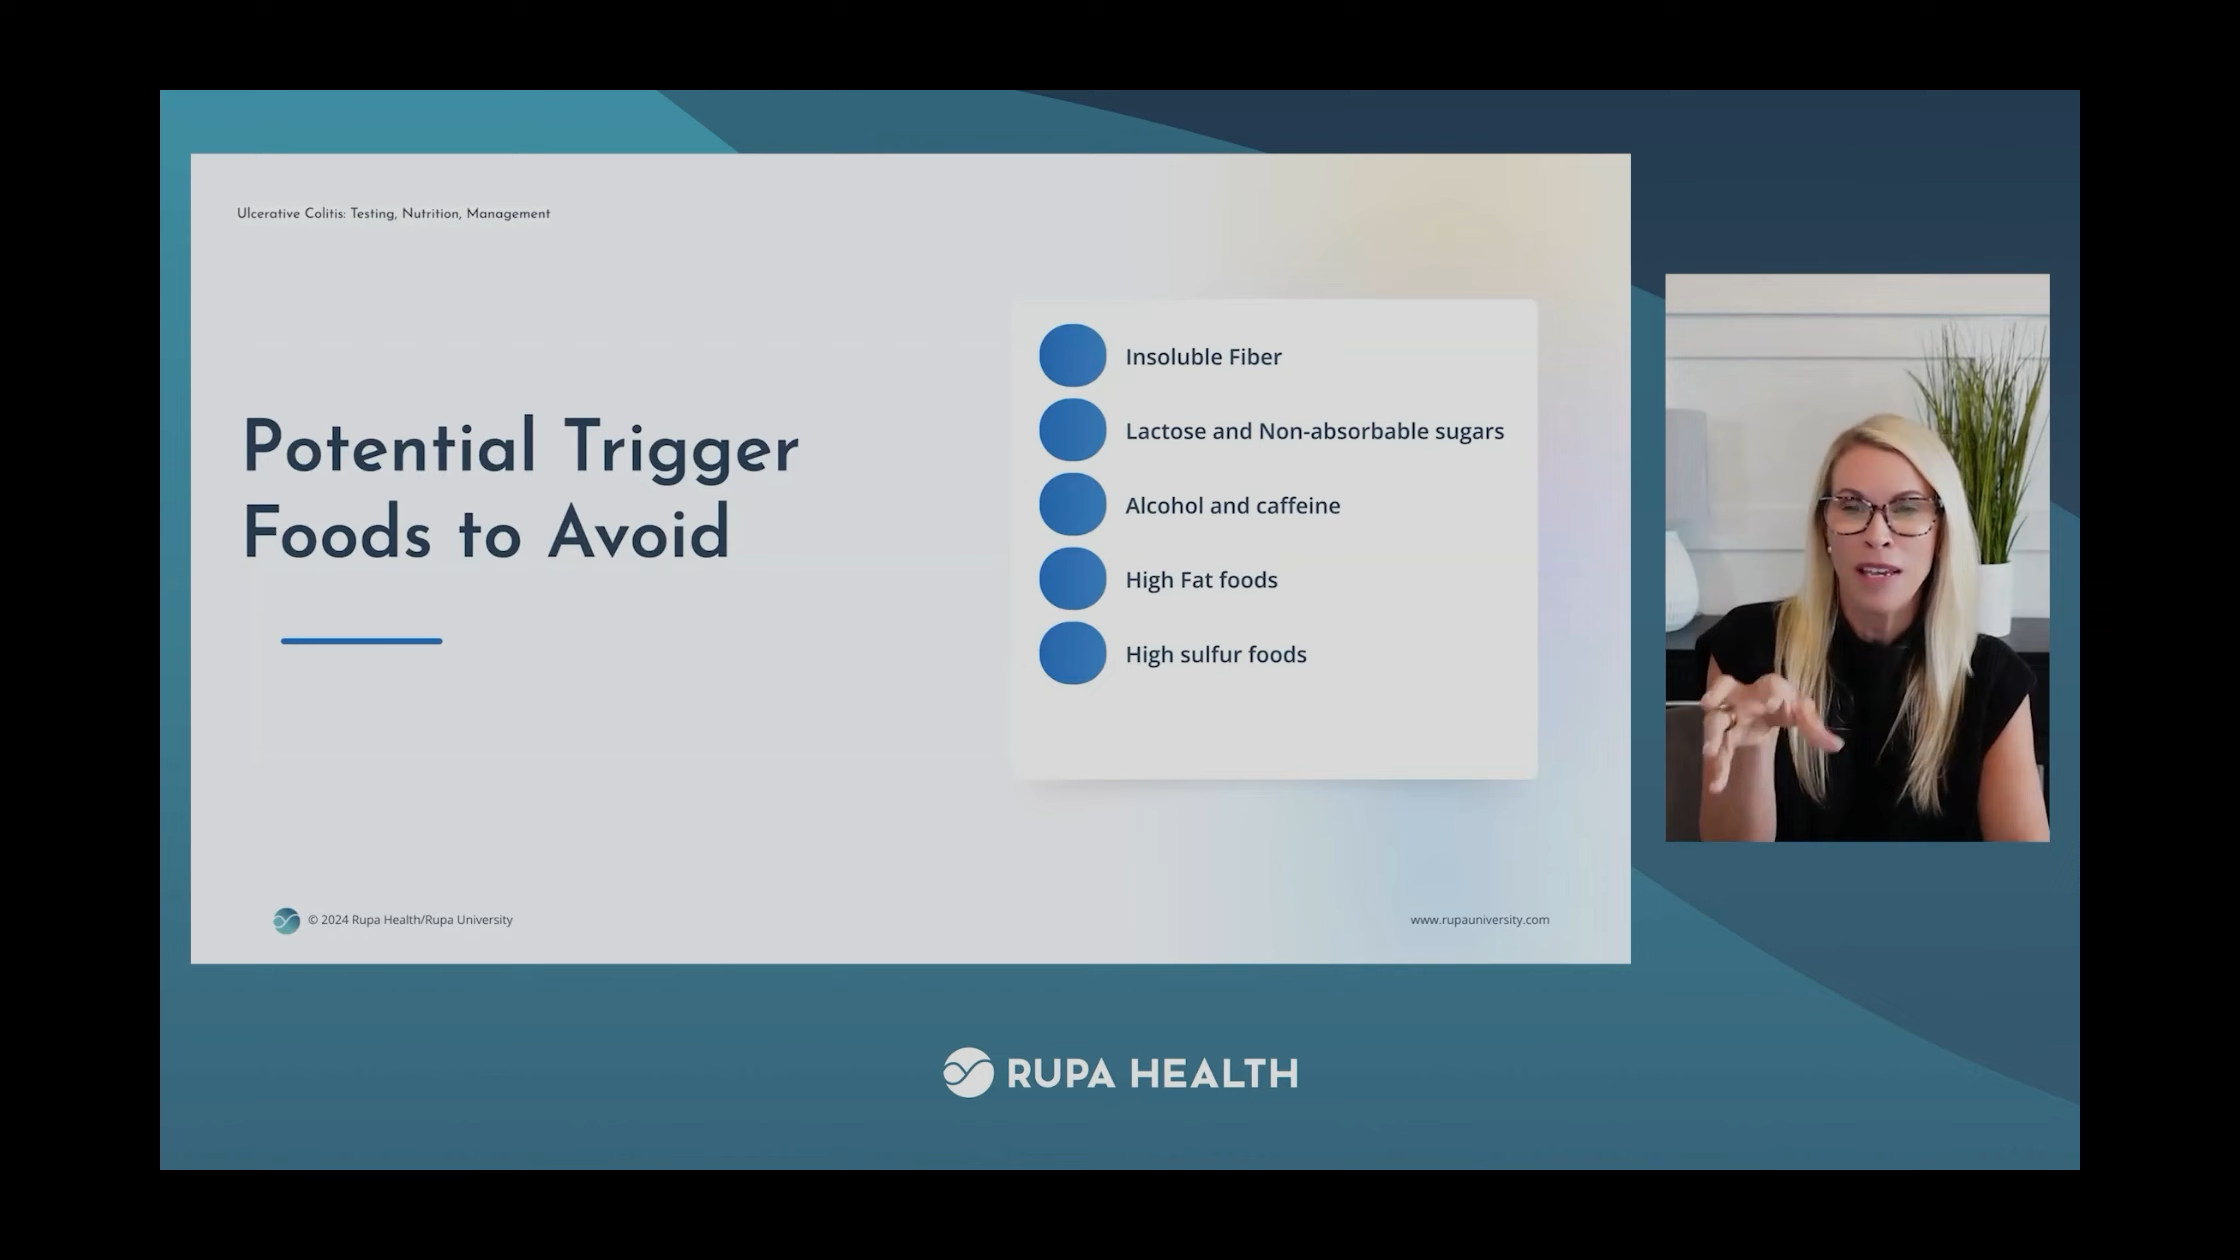 Ulcerative Colitis: Testing, Nutrition, Management
Potential Trigger
Foods to Avoid
Insoluble Fiber
Lactose and Non-absorbable sugars
Alcohol and caffeine
High Fat foods
High sulfur foods
© 2024 Rupa Health/Rupa University
www.rupauniversity.com
RUPA HEALTH